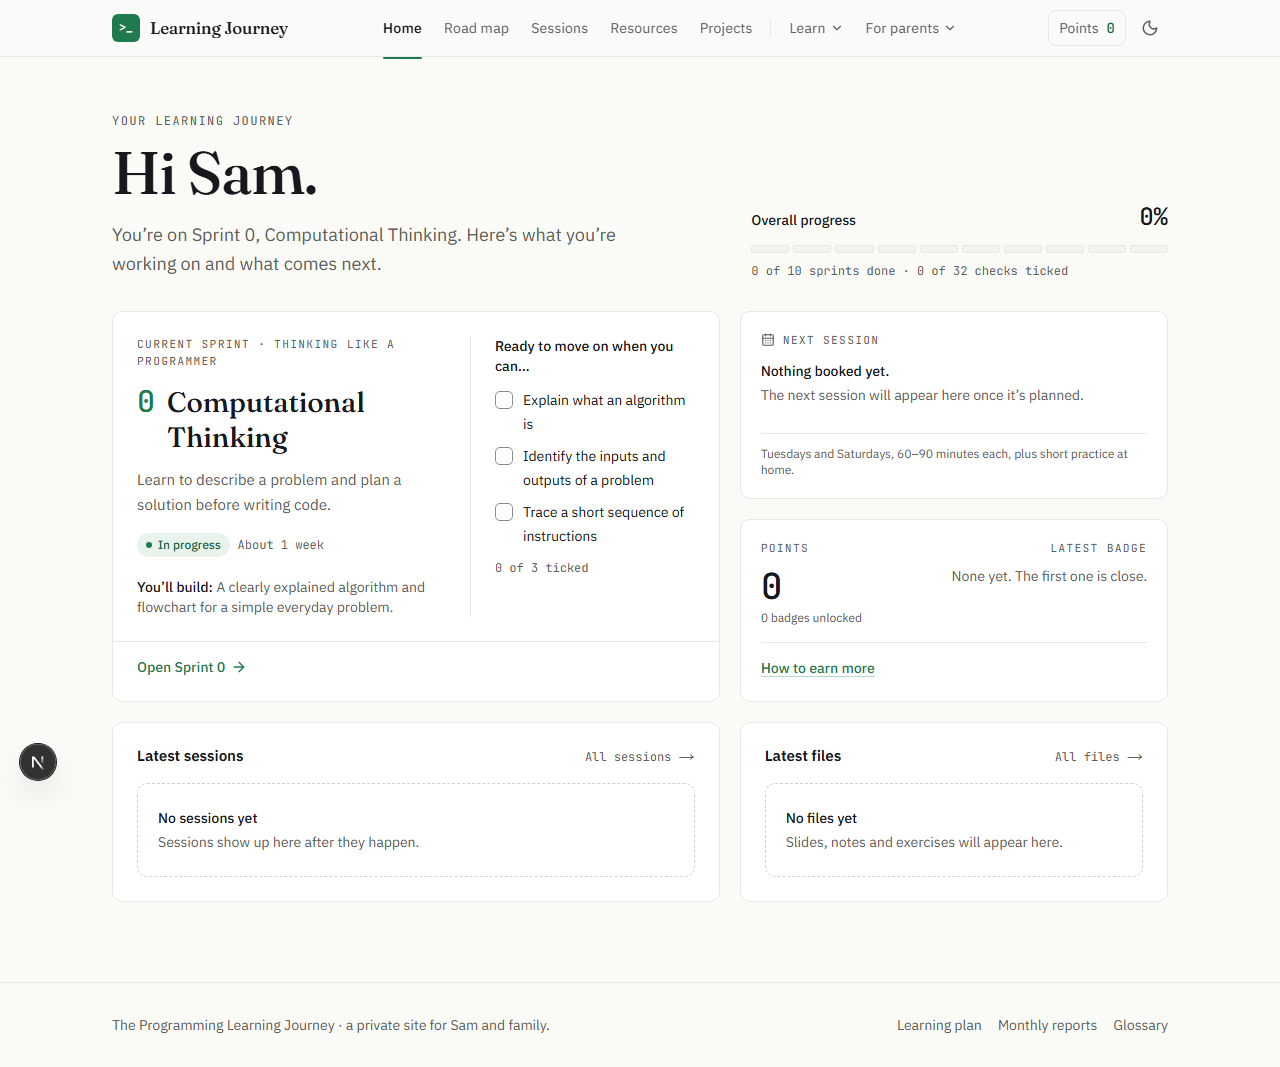 >_ Learning Journey
Home Road map Sessions Resources Projects Learn For parents
Points 0
YOUR LEARNING JOURNEY
Hi Sam.
You’re on Sprint 0, Computational Thinking. Here’s what you’re
working on and what comes next.
Overall progress 0%
0 of 10 sprints done · 0 of 32 checks ticked
CURRENT SPRINT · THINKING LIKE A
PROGRAMMER
0 Computational
Thinking
Learn to describe a problem and plan a
solution before writing code.
In progress About 1 week
You’ll build: A clearly explained algorithm and
flowchart for a simple everyday problem.
Ready to move on when you
can...
Explain what an algorithm
is
Identify the inputs and
outputs of a problem
Trace a short sequence of
instructions
0 of 3 ticked
Open Sprint 0 →
NEXT SESSION
Nothing booked yet.
The next session will appear here once it’s planned.
Tuesdays and Saturdays, 60–90 minutes each, plus short practice at
home.
POINTS
0
0 badges unlocked
LATEST BADGE
None yet. The first one is close.
How to earn more
Latest sessions
All sessions →
No sessions yet
Sessions show up here after they happen.
Latest files
All files →
No files yet
Slides, notes and exercises will appear here.
N
The Programming Learning Journey · a private site for Sam and family.
Learning plan Monthly reports Glossary